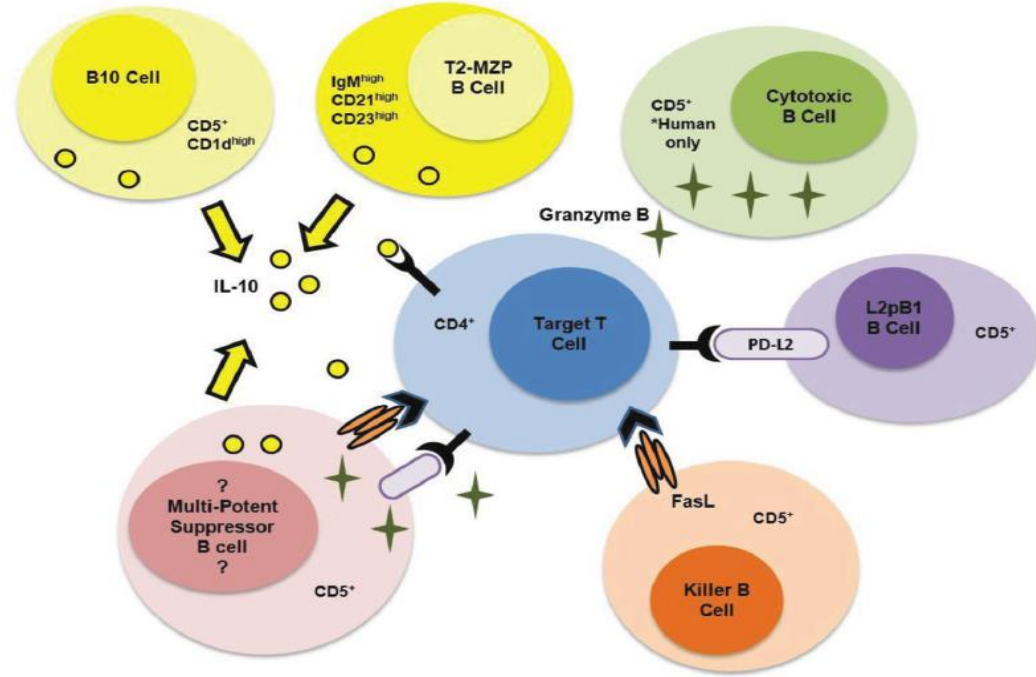 B10 Cell
CD5⁺
CD1dʰⁱᵍʰ
IgMʰⁱᵍʰ
CD21ʰⁱᵍʰ
CD23ʰⁱᵍʰ
T2-MZP
B Cell
CD5⁺
*Human
only
Cytotoxic
B Cell
Granzyme B
IL-10
CD4⁺
Target T
Cell
PD-L2
L2pB1
B Cell
CD5⁺
?
Multi-Potent
Suppressor
B cell
?
CD5⁺
FasL
CD5⁺
Killer B
Cell